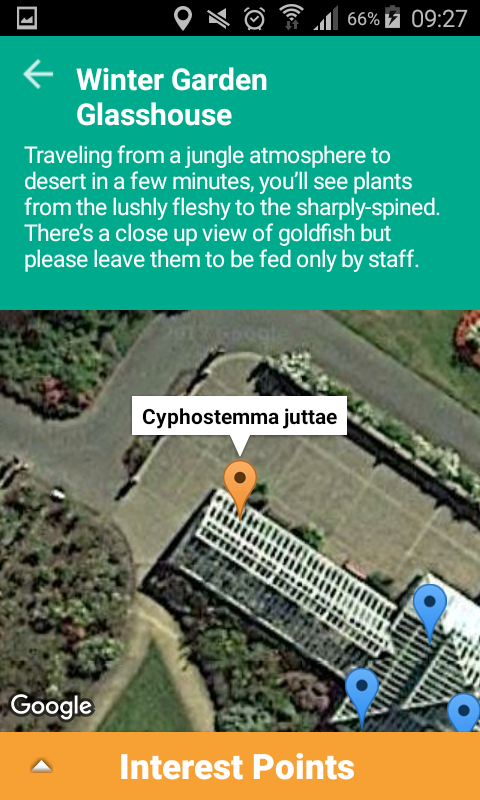 66% 09:27
Winter Garden
Glasshouse
Traveling from a jungle atmosphere to
desert in a few minutes, you'll see plants
from the lushly fleshy to the sharply-spined.
There's a close up view of goldfish but
please leave them to be fed only by staff.
Cyphostemma juttae
Google
Interest Points